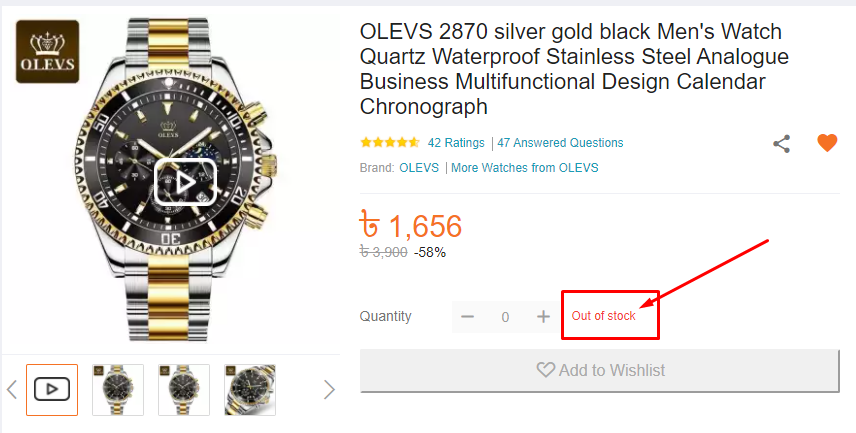 OLEVS
OLEVS 2870 silver gold black Men's Watch
Quartz Waterproof Stainless Steel Analogue
Business Multifunctional Design Calendar
Chronograph
42 Ratings | 47 Answered Questions
Brand: OLEVS | More Watches from OLEVS
৳ 1,656
৳ 3,900 -58%
Quantity
0
Out of stock
Add to Wishlist
OLEVS